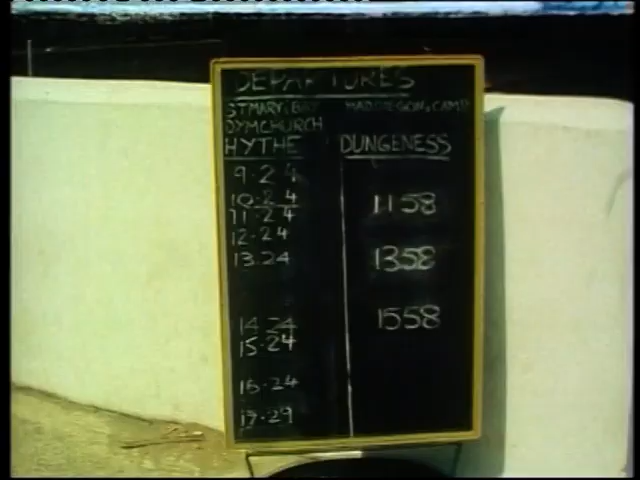 DEPARTURES
ST MARY. BAY
DYMCHURCH
HYTHE
9.24
10.24
11.24
12.24
13.24
14 24
15.24
16.24
17.29
DUNGENESS
1158
1358
1558